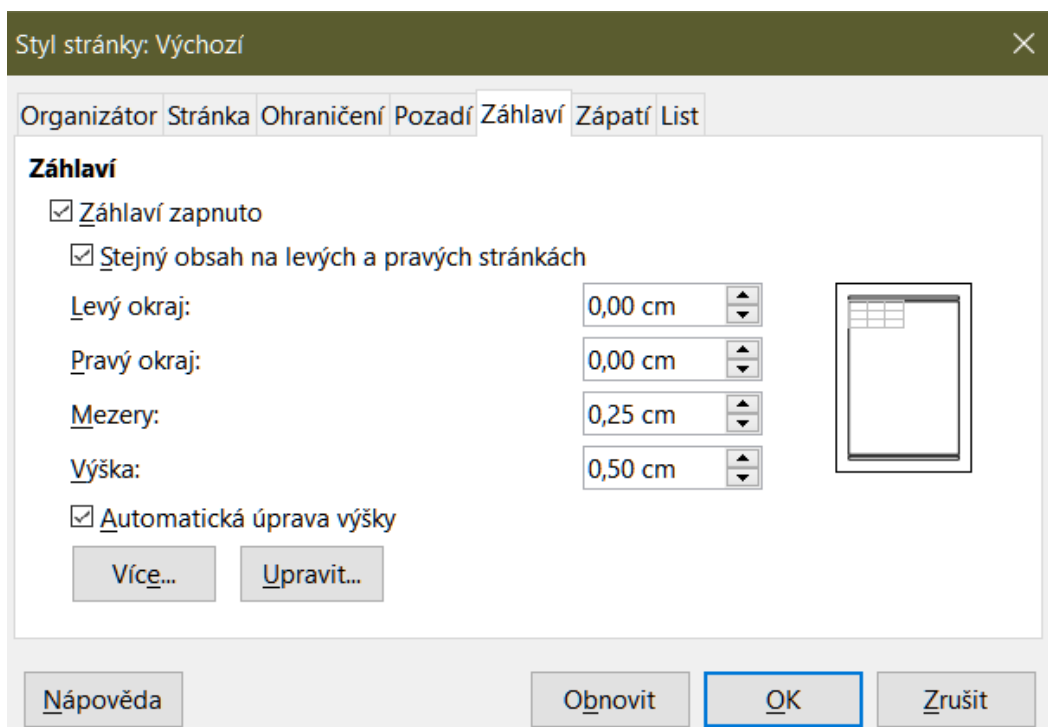 Styl stránky: Výchozí
Organizátor Stránka Ohraničení Pozadí Záhlaví Zápatí List
Záhlaví
Záhlaví zapnuto
Stejný obsah na levých a pravých stránkách
Levý okraj: 0,00 cm
Pravý okraj: 0,00 cm
Mezery: 0,25 cm
Výška: 0,50 cm
Automatická úprava výšky
Více... Upravit...
Nápověda Obnovit OK Zrušit